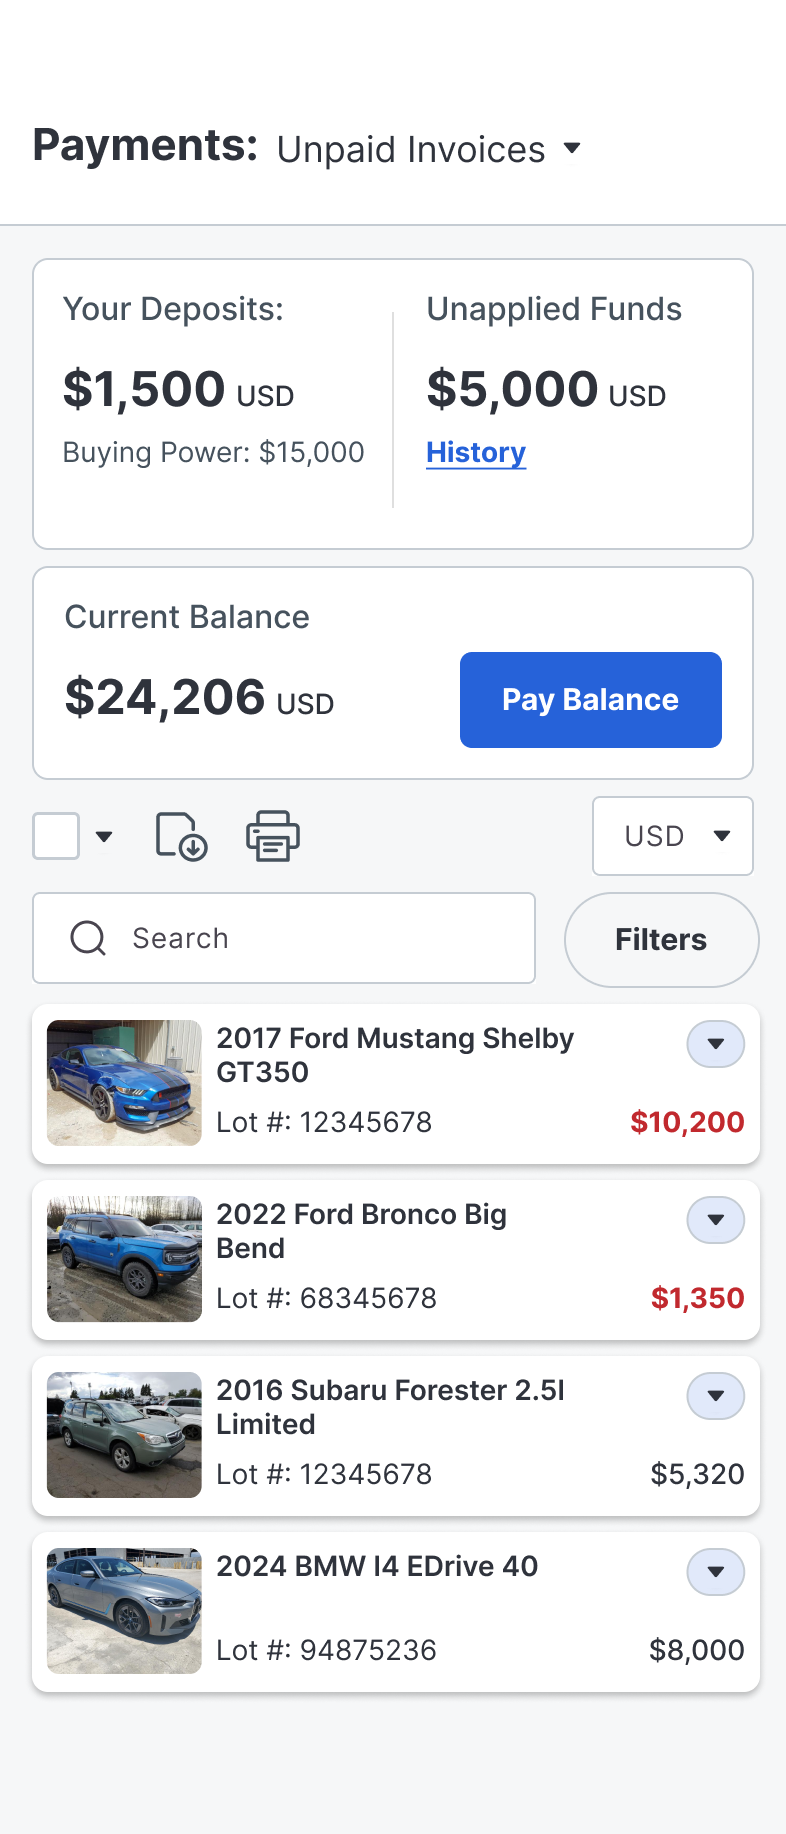 Payments: Unpaid Invoices
Your Deposits:
$1,500 USD
Buying Power: $15,000
Unapplied Funds
$5,000 USD
History
Current Balance
$24,206 USD
Pay Balance
USD
Search
Filters
2017 Ford Mustang Shelby
GT350
Lot #: 12345678
$10,200
2022 Ford Bronco Big
Bend
Lot #: 68345678
$1,350
2016 Subaru Forester 2.5I
Limited
Lot #: 12345678
$5,320
2024 BMW I4 EDrive 40
Lot #: 94875236
$8,000